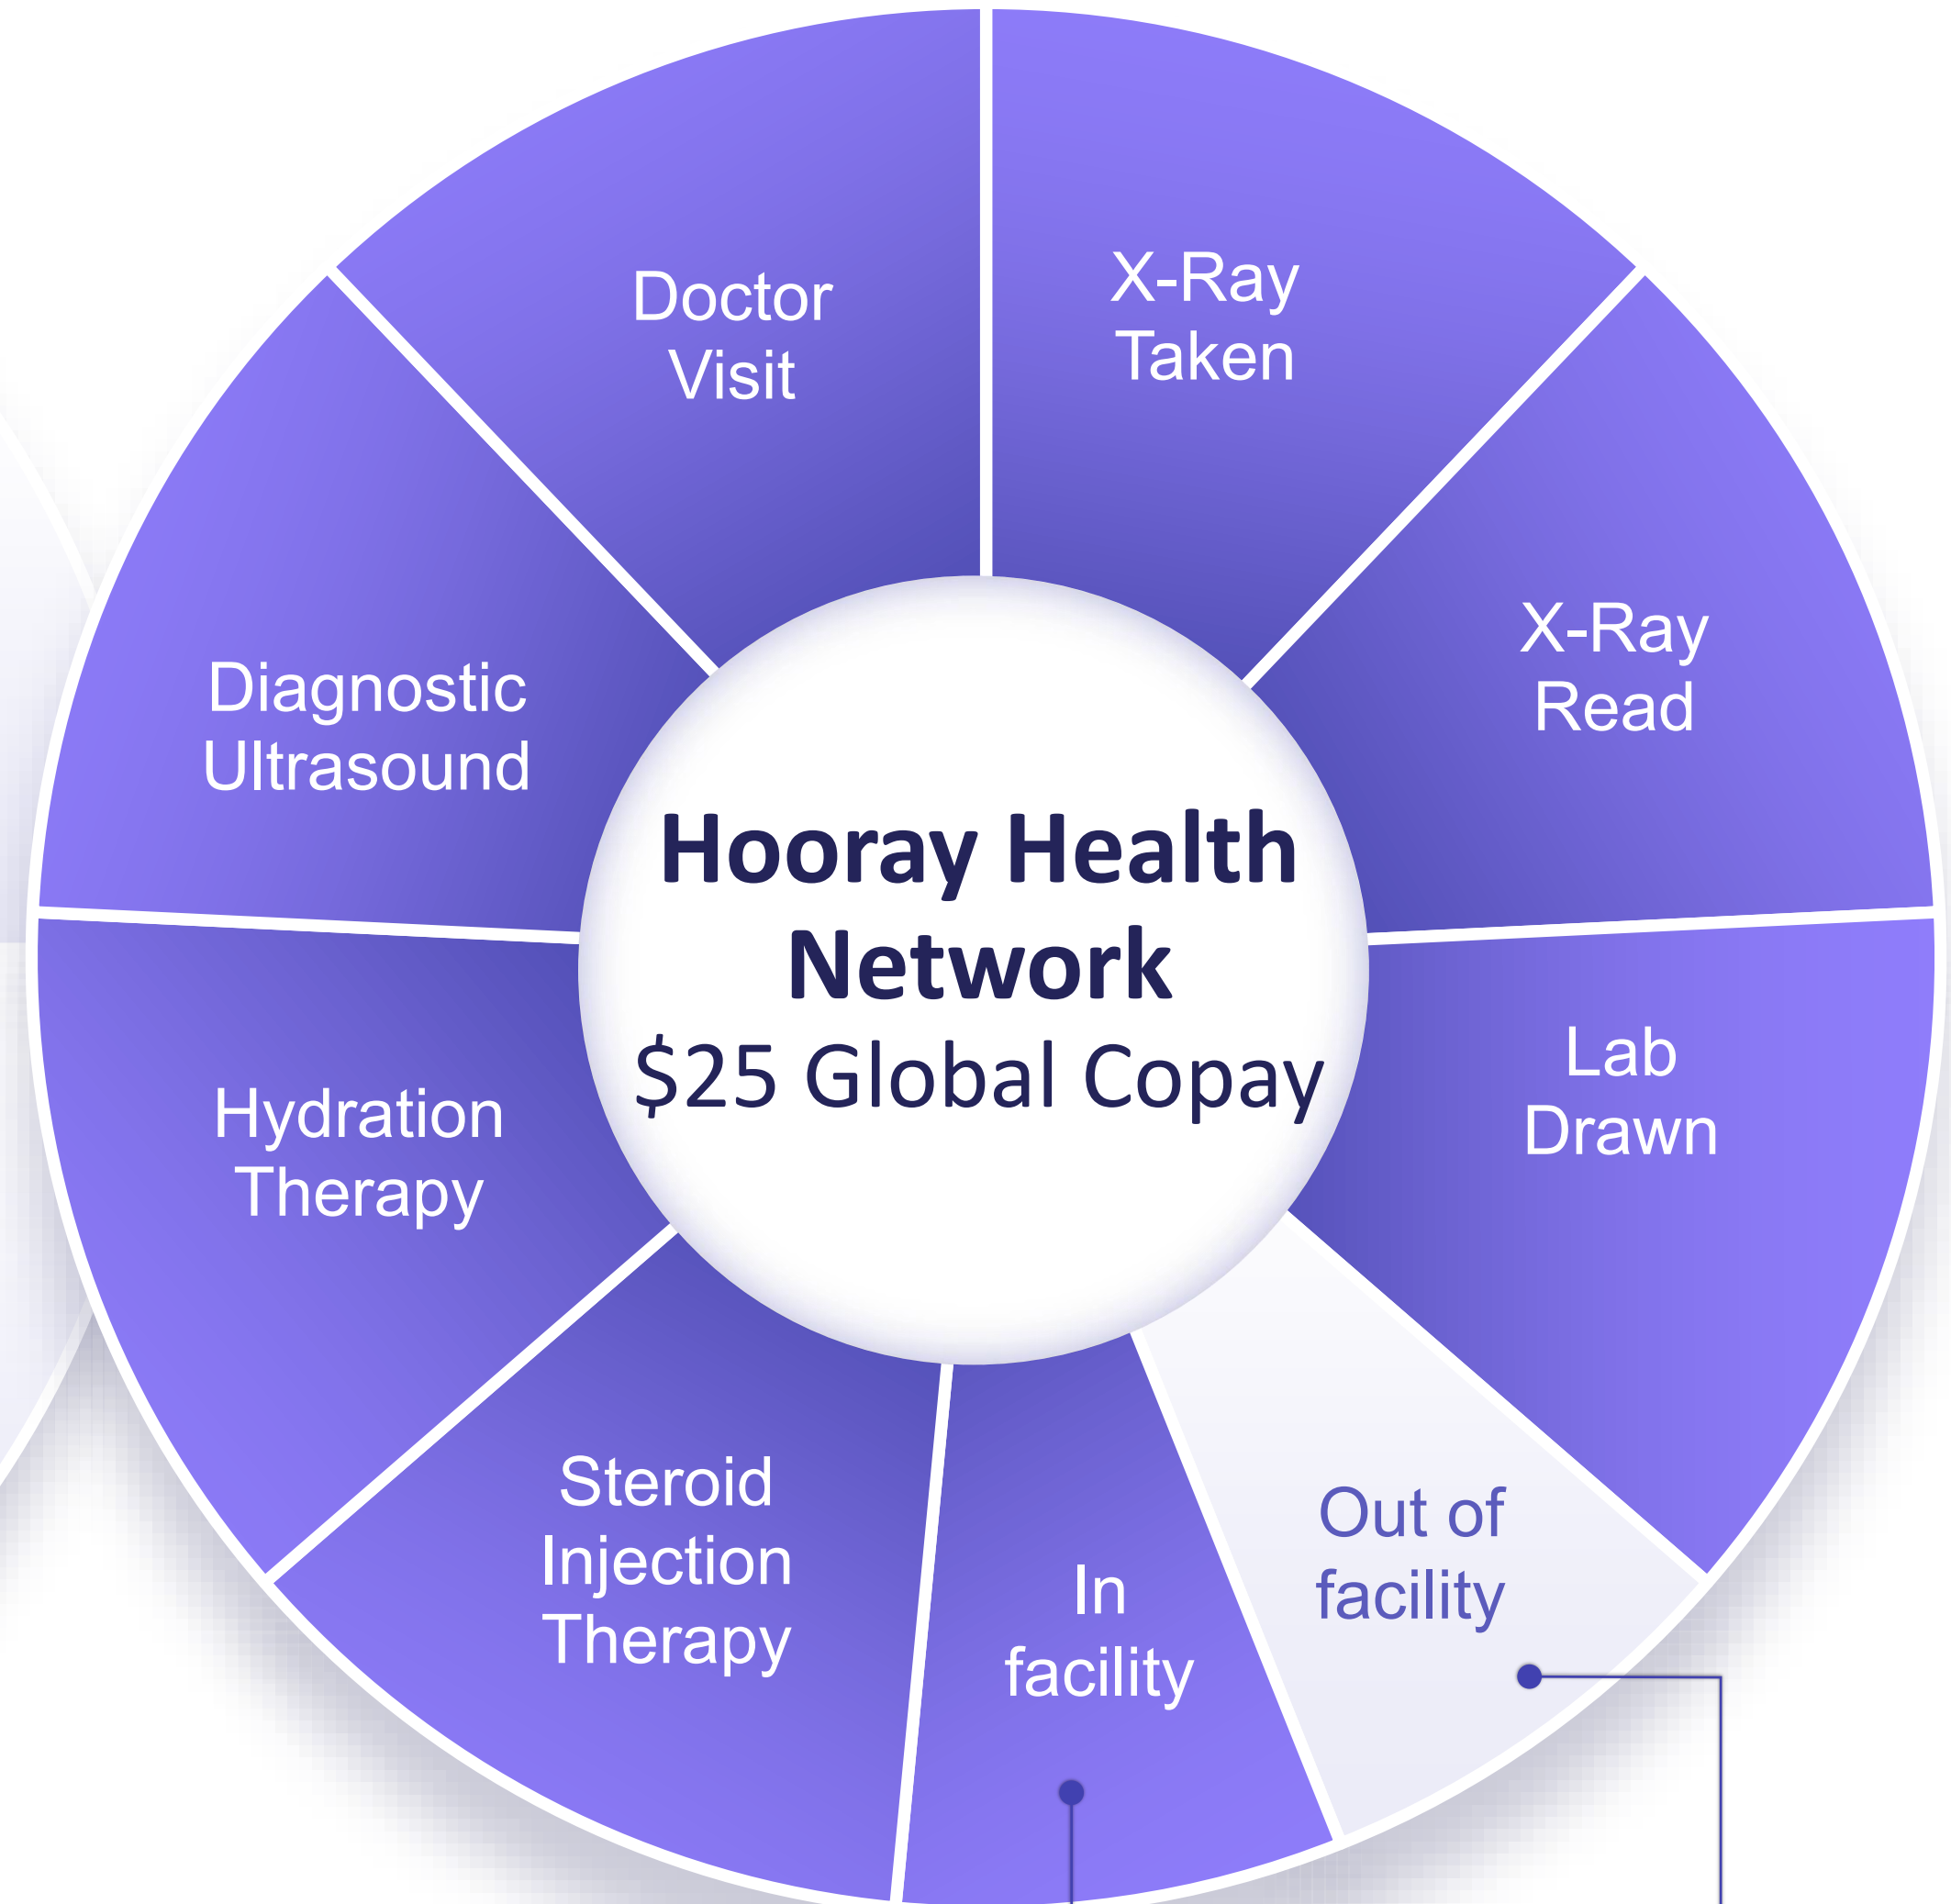 Doctor
Visit
X-Ray
Taken
X-Ray
Read
Diagnostic
Ultrasound
Hooray Health
Network
$25 Global Copay
Lab
Drawn
Hydration
Therapy
Steroid
Injection
Therapy
In
facility
Out of
facility